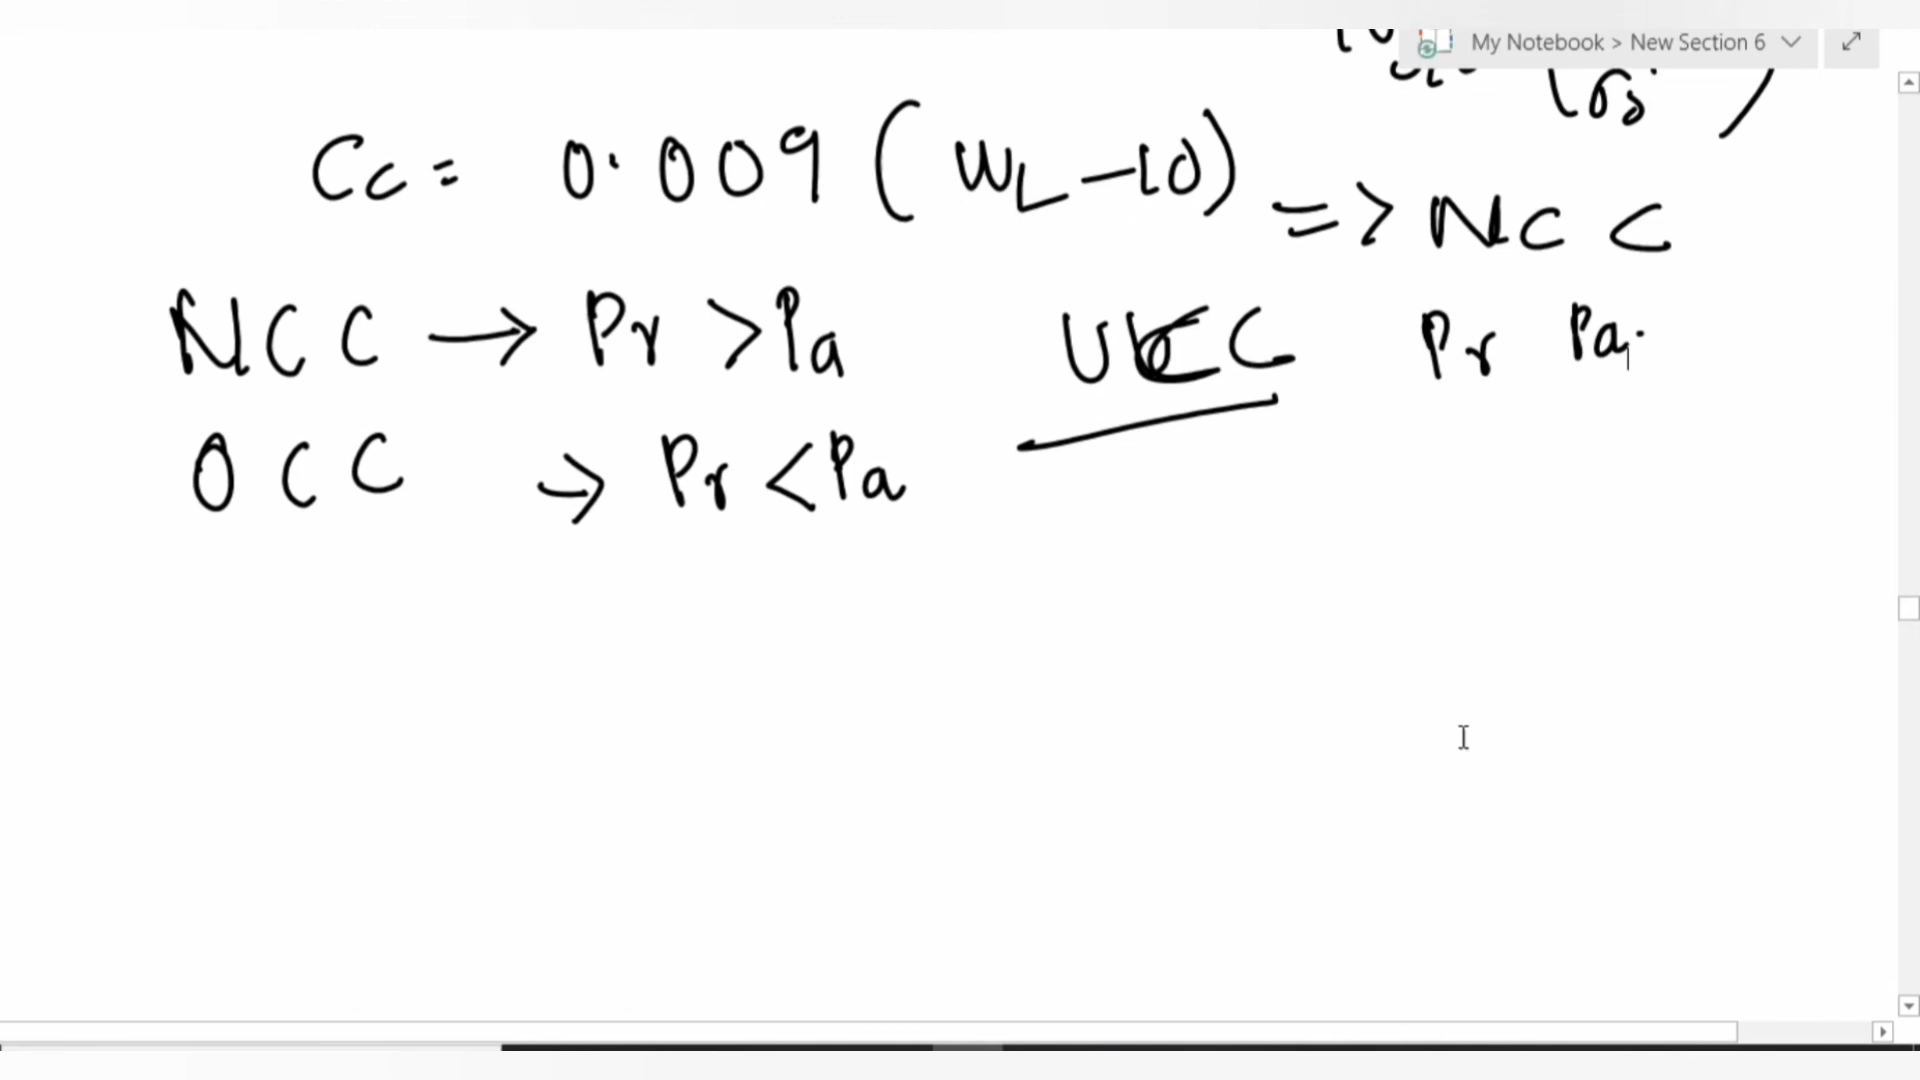 My Notebook > New Section 6
Cc = 0.009 (WL-10) => NCC
NCC → Pr > Pa UCC Pr Pa.
OCC → Pr < Pa